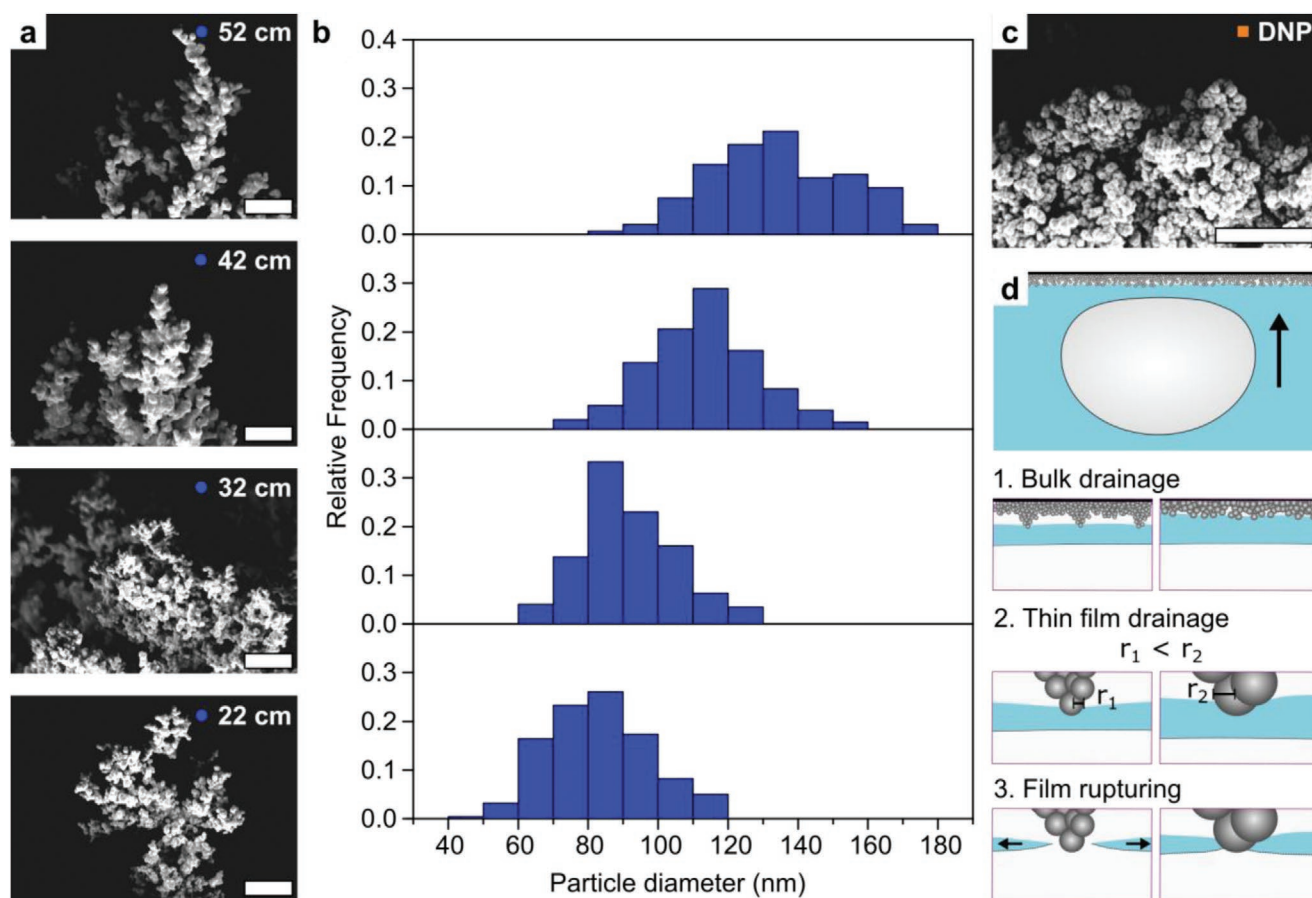 a
52 cm
42 cm
32 cm
22 cm
b
0.4
0.3
0.2
0.1
0.0
0.3
0.2
0.1
0.0
0.3
0.2
0.1
0.0
0.3
0.2
0.1
0.0
Relative Frequency
40 60 80 100 120 140 160 180
Particle diameter (nm)
c
DNP
d
1. Bulk drainage
2. Thin film drainage
r₁ < r₂
r₁
r₂
3. Film rupturing